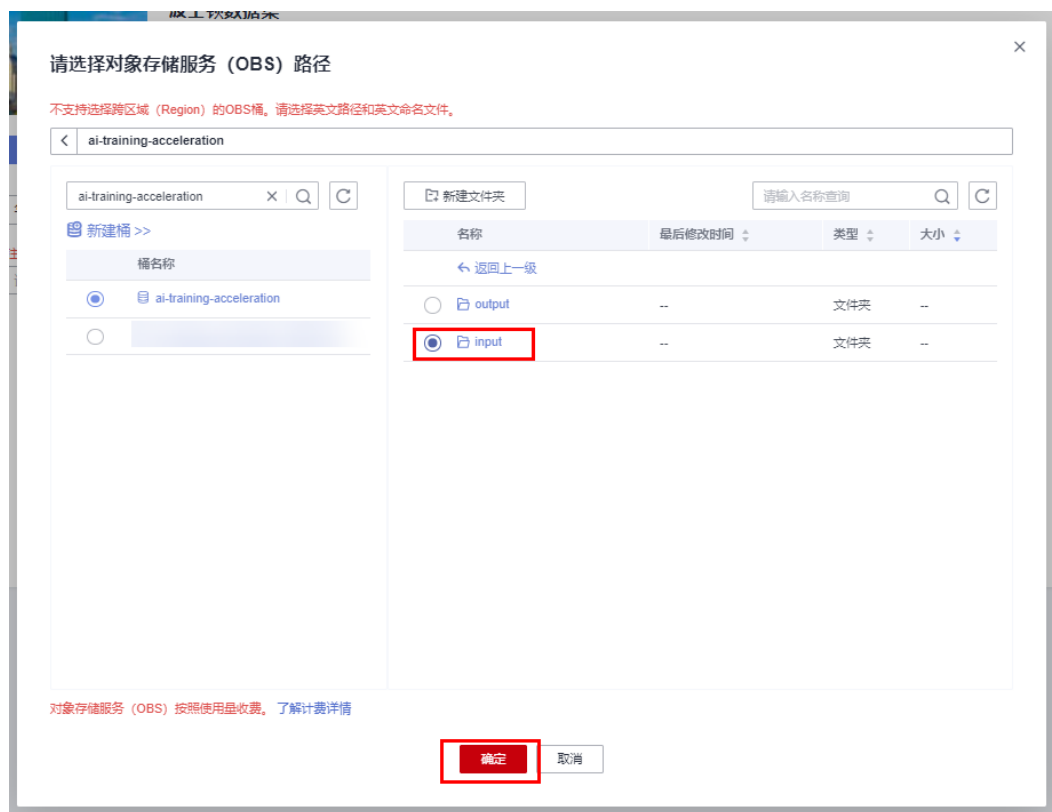 请选择对象存储服务（OBS）路径
不支持选择跨区域（Region）的OBS桶。请选择英文路径和英文命名文件。
ai-training-acceleration
ai-training-acceleration
新建文件夹
请输入名称查询
新建桶 >>
名称 最后修改时间 类型 大小
桶名称
返回上一级
ai-training-acceleration
output -- 文件夹 --
input -- 文件夹 --
对象存储服务（OBS）按照使用量收费。 了解计费详情
确定 取消